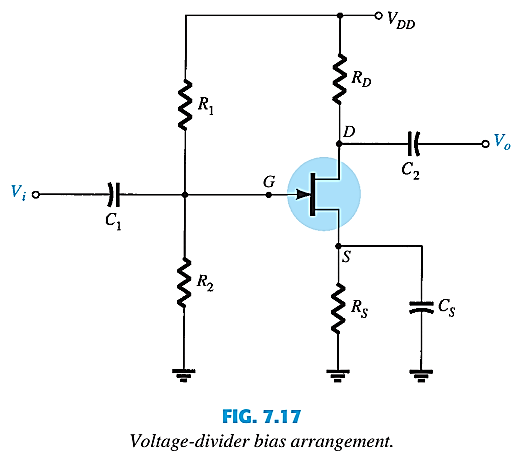 V_DD
R_D
R_1
D
V_o
C_2
G
V_i
C_1
S
R_2
R_S
C_S
FIG. 7.17
Voltage-divider bias arrangement.